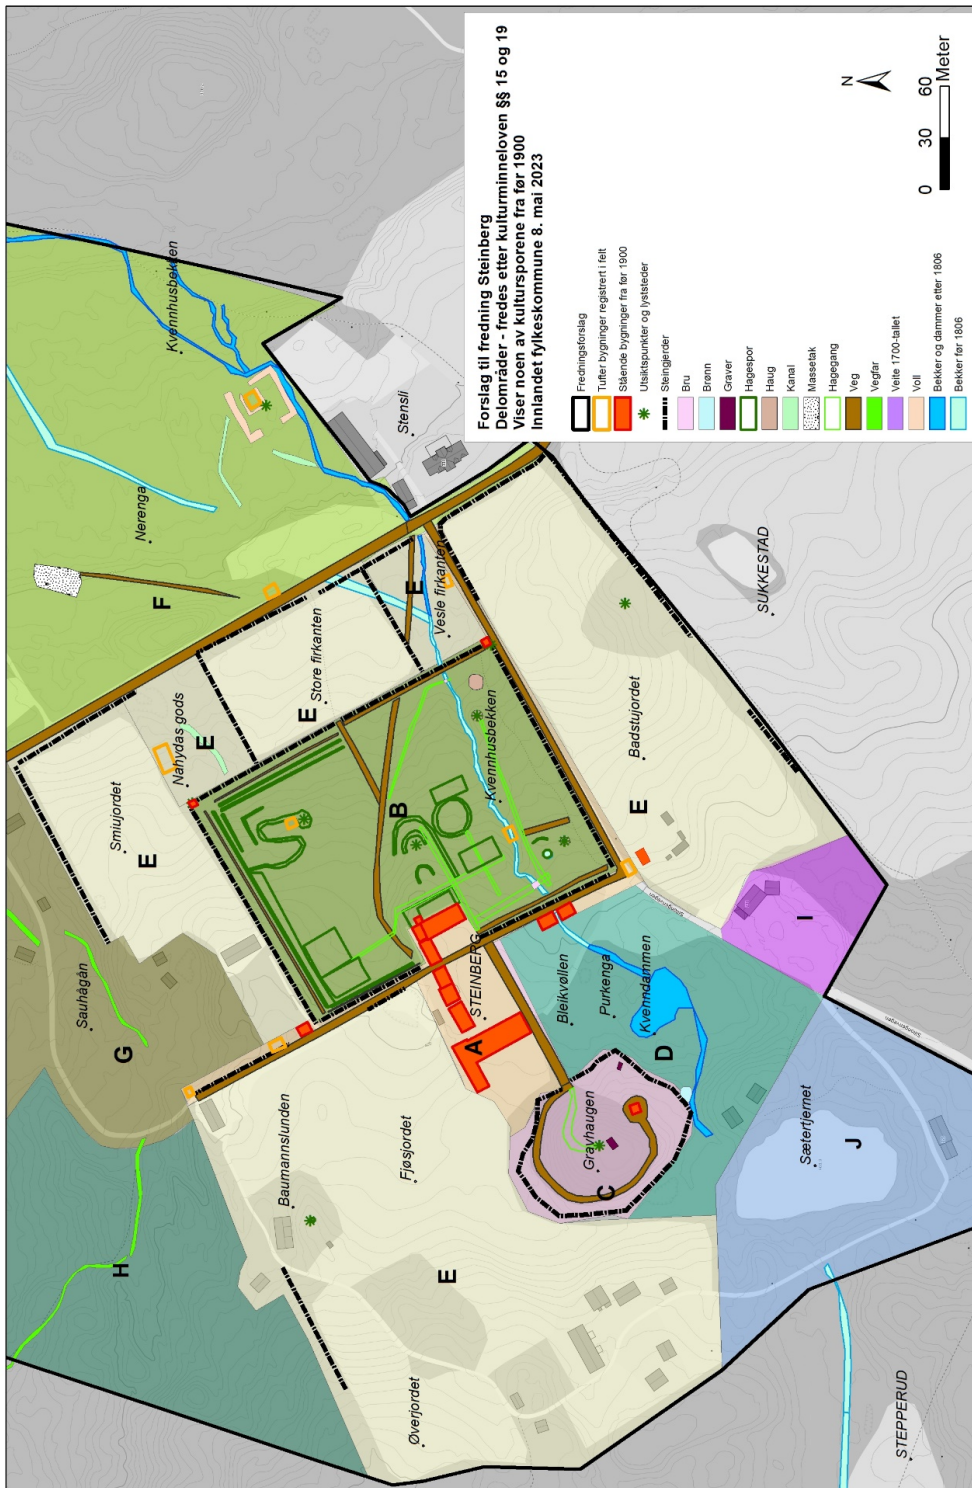 Forslag til fredning Steinberg
Delområder - fredes etter kulturminneloven §§ 15 og 19
Viser noen av kultursporene fra før 1900
Innlandet fylkeskommune 8. mai 2023
Fredningsforslag
Tufter bygninger registrert i felt
Stående bygninger fra før 1900
Utsiktspunkter og lyststeder
Steingjerder
Bru
Brønn
Graver
Hagespor
Haug
Kanal
Massetak
Hagegang
Veg
Vegfar
Velte 1700-tallet
Voll
Bekker og dammer etter 1806
Bekker før 1806
N
0 30 60
Meter
Kvennhusbekken
Nerenga
F
Stensli
Smiujordet
E
Nahydas gods
E
Store firkanten
E
Vesle firkanten
E
Sauhågån
G
B
Kvennhusbekken
Badstujordet
E
SUKKESTAD
H
Baumannslunden
Fjøsjordet
STEINBERG
A
Bleikvøllen
Purkenga
Kvenndammen
D
I
Gravhaugen
C
E
Øverjordet
Sætertjernet
J
STEPPERUD